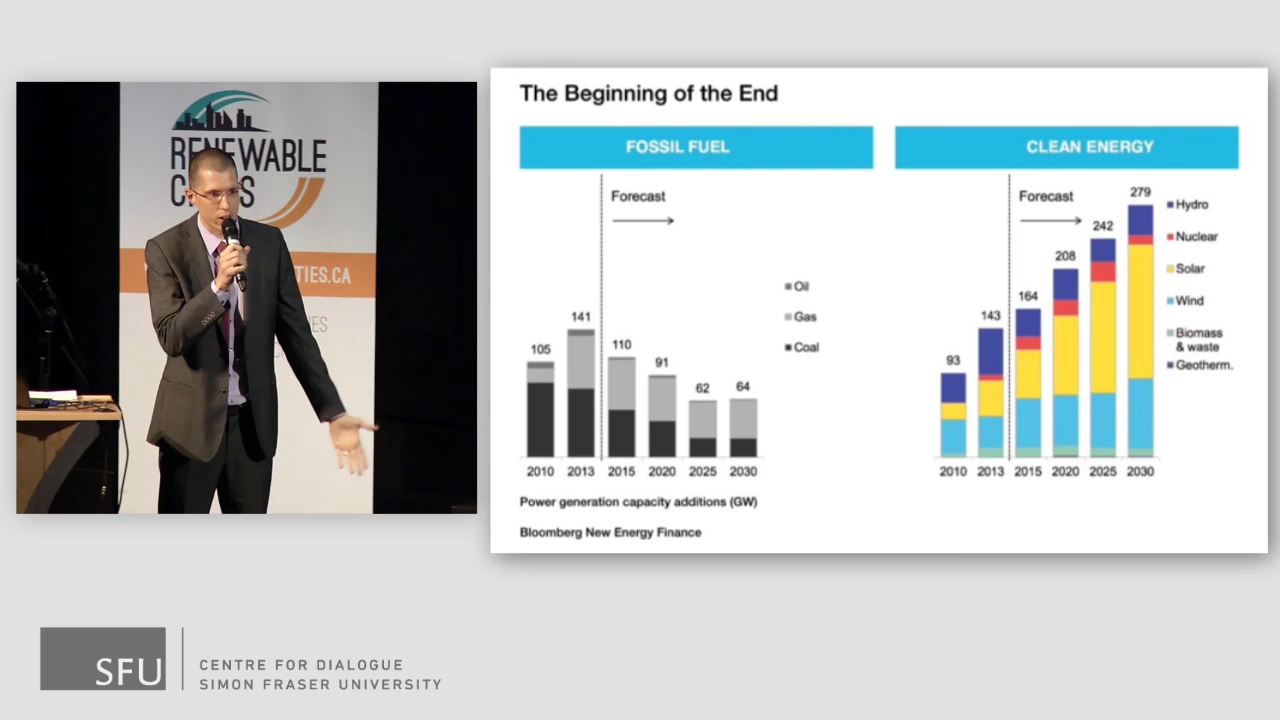 RENEWABLE
TIES.CA
The Beginning of the End
FOSSIL FUEL
Forecast
Oil
Gas
Coal
105
141
110
91
62
64
2010
2013
2015
2020
2025
2030
Power generation capacity additions (GW)
Bloomberg New Energy Finance
CLEAN ENERGY
Forecast
93
143
164
208
242
279
Hydro
Nuclear
Solar
Wind
Biomass
& waste
Geotherm.
2010
2013
2015
2020
2025
2030
SFU
CENTRE FOR DIALOGUE
SIMON FRASER UNIVERSITY